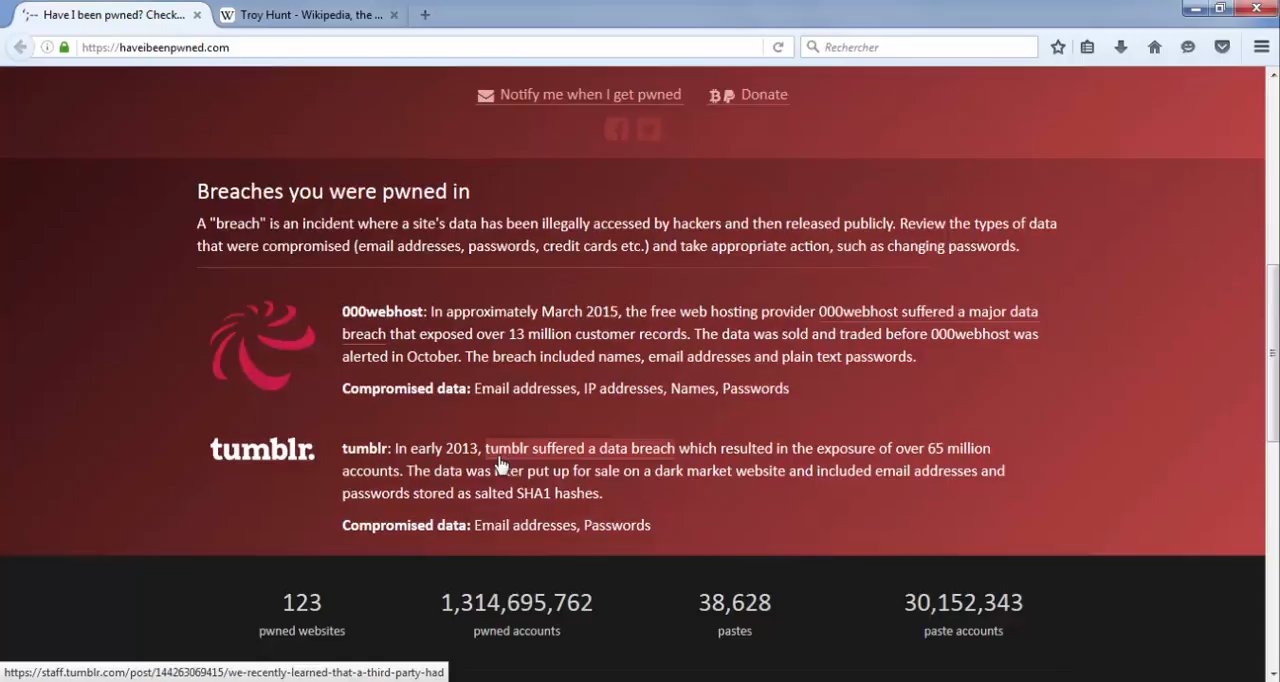 ';-- Have I been pwned? Check...
W Troy Hunt - Wikipedia, the ...
https://haveibeenpwned.com
Rechercher
Notify me when I get pwned
Donate
Breaches you were pwned in
A "breach" is an incident where a site's data has been illegally accessed by hackers and then released publicly. Review the types of data
that were compromised (email addresses, passwords, credit cards etc.) and take appropriate action, such as changing passwords.
000webhost: In approximately March 2015, the free web hosting provider 000webhost suffered a major data
breach that exposed over 13 million customer records. The data was sold and traded before 000webhost was
alerted in October. The breach included names, email addresses and plain text passwords.
Compromised data: Email addresses, IP addresses, Names, Passwords
tumblr.
tumblr: In early 2013, tumblr suffered a data breach which resulted in the exposure of over 65 million
accounts. The data was later put up for sale on a dark market website and included email addresses and
passwords stored as salted SHA1 hashes.
Compromised data: Email addresses, Passwords
123
1,314,695,762
38,628
30,152,343
pwned websites
pwned accounts
pastes
paste accounts
https://staff.tumblr.com/post/144263069415/we-recently-learned-that-a-third-party-had